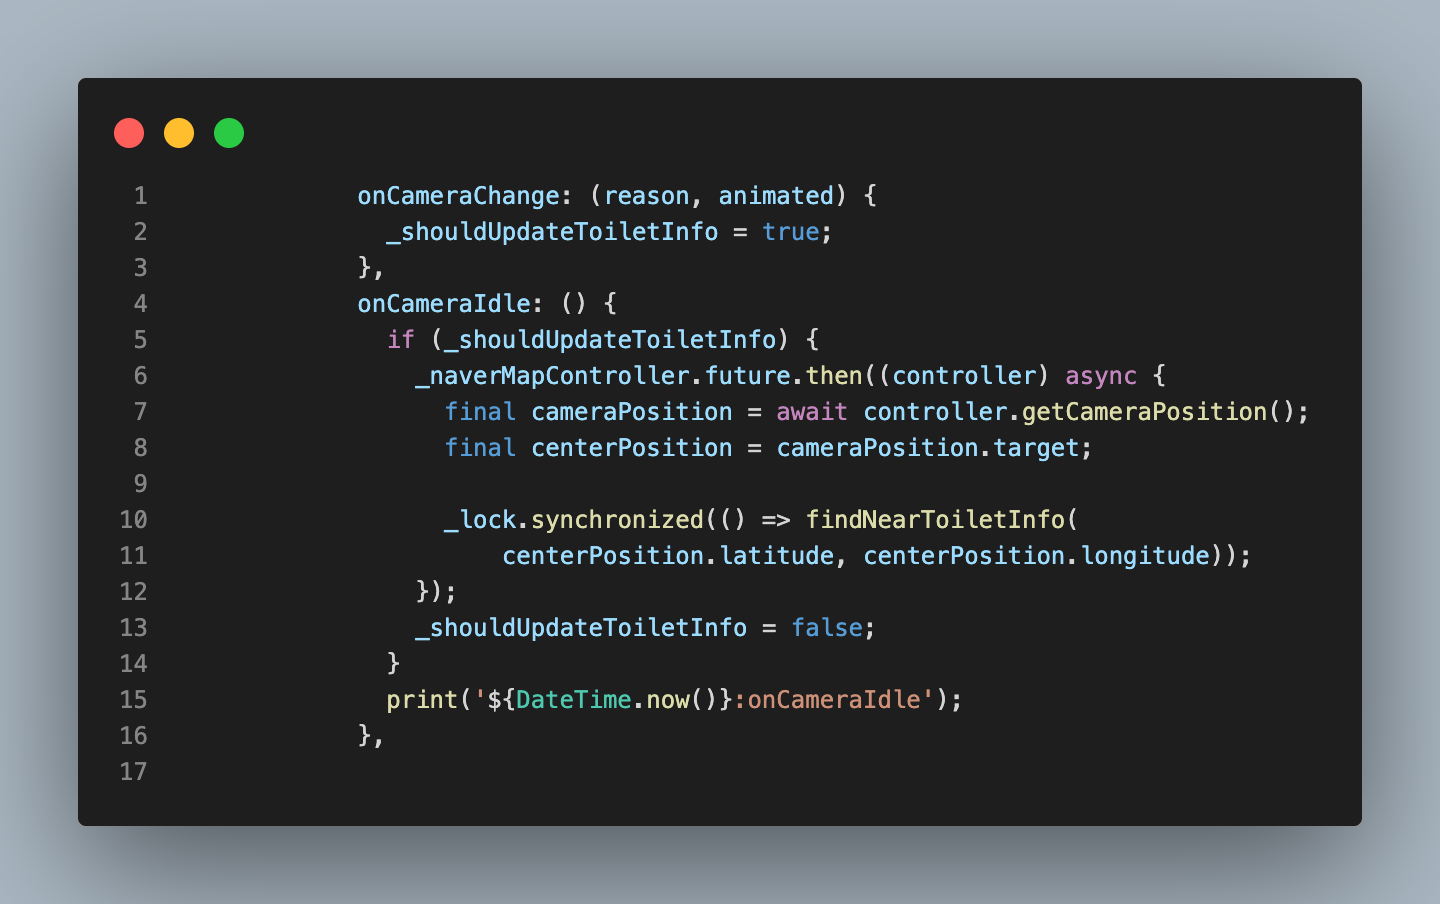 1 onCameraChange: (reason, animated) {
2 _shouldUpdateToiletInfo = true;
3 },
4 onCameraIdle: () {
5 if (_shouldUpdateToiletInfo) {
6 _naverMapController.future.then((controller) async {
7 final cameraPosition = await controller.getCameraPosition();
8 final centerPosition = cameraPosition.target;
9
10 _lock.synchronized(() => findNearToiletInfo(
11 centerPosition.latitude, centerPosition.longitude));
12 });
13 _shouldUpdateToiletInfo = false;
14 }
15 print('${DateTime.now()}:onCameraIdle');
16 },
17